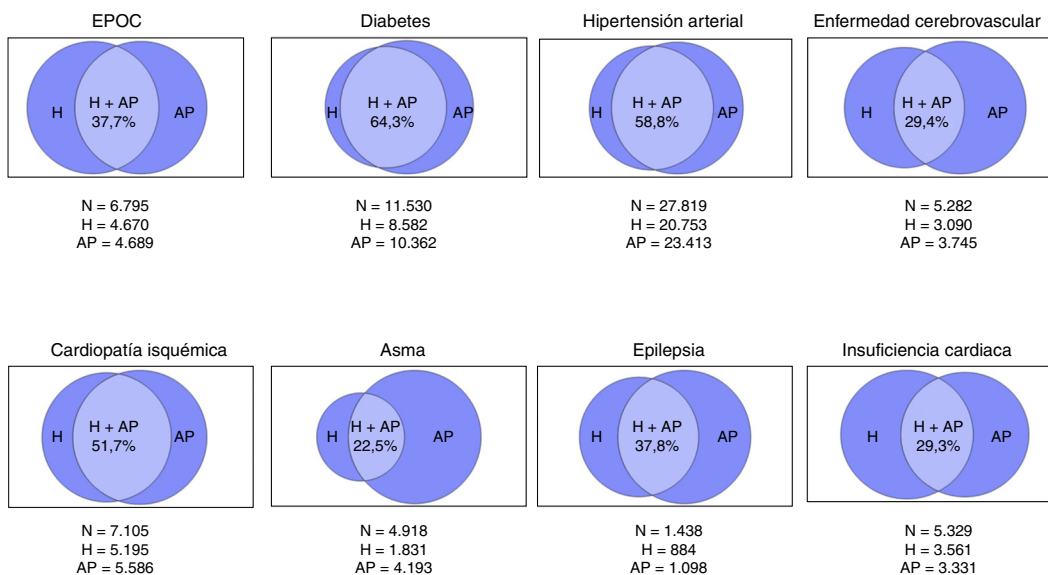 EPOC
H
H + AP
37,7%
AP
N = 6.795
H = 4.670
AP = 4.689
Diabetes
H
H + AP
64,3%
AP
N = 11.530
H = 8.582
AP = 10.362
Hipertensión arterial
H
H + AP
58,8%
AP
N = 27.819
H = 20.753
AP = 23.413
Enfermedad cerebrovascular
H
H + AP
29,4%
AP
N = 5.282
H = 3.090
AP = 3.745
Cardiopatía isquémica
H
H + AP
51,7%
AP
N = 7.105
H = 5.195
AP = 5.586
Asma
H
H + AP
22,5%
AP
N = 4.918
H = 1.831
AP = 4.193
Epilepsia
H
H + AP
37,8%
AP
N = 1.438
H = 884
AP = 1.098
Insuficiencia cardiaca
H
H + AP
29,3%
AP
N = 5.329
H = 3.561
AP = 3.331